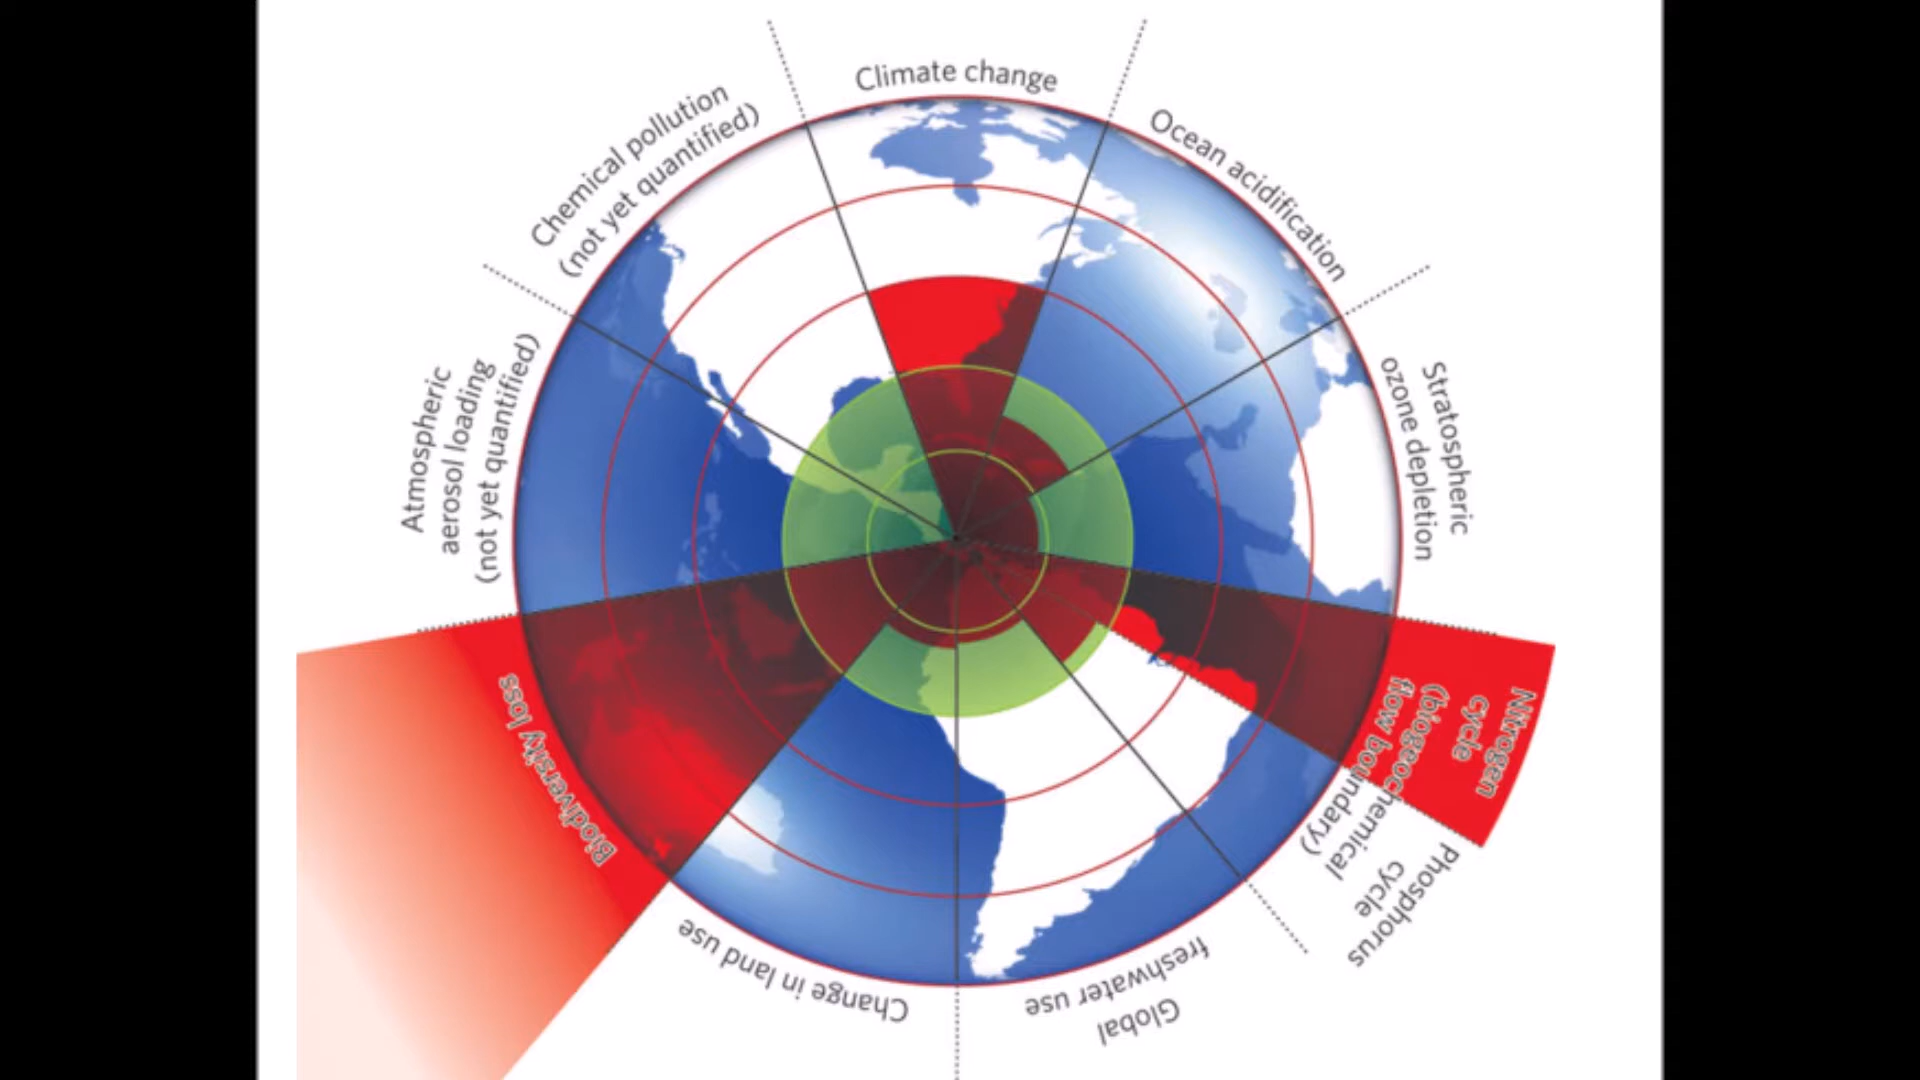 Climate change
Ocean acidification
Stratospheric
ozone depletion
Nitrogen
cycle
(biogeochemical
flow boundary)
Phosphorus
cycle
Global
freshwater use
Change in land use
Biodiversity loss
Atmospheric
aerosol loading
(not yet quantified)
Chemical pollution
(not yet quantified)